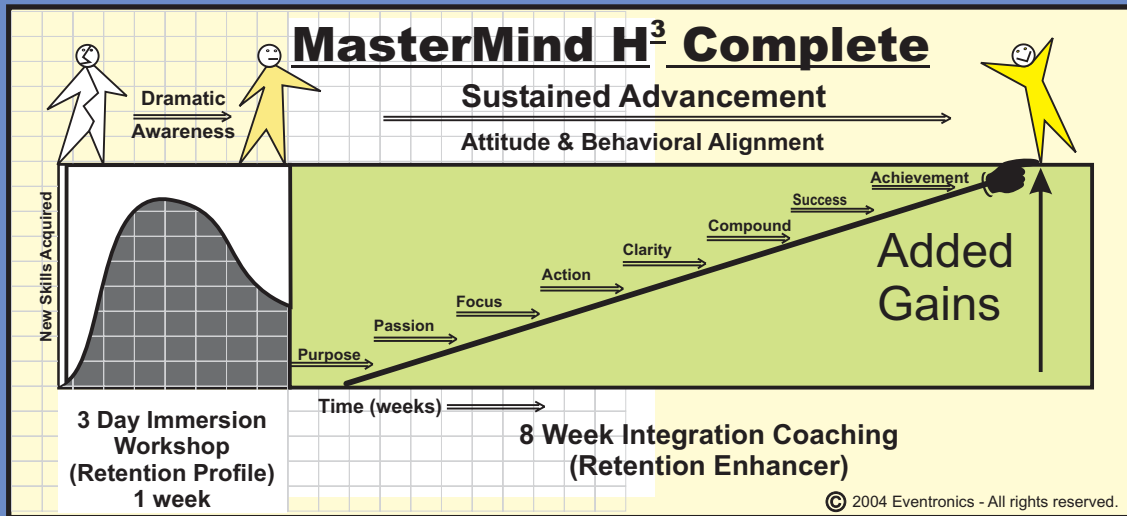 MasterMind H³ Complete
Dramatic
Awareness
Sustained Advancement
Attitude & Behavioral Alignment
New Skills Acquired
Purpose
Passion
Focus
Action
Clarity
Compound
Success
Achievement
Added
Gains
Time (weeks)
3 Day Immersion
Workshop
(Retention Profile)
1 week
8 Week Integration Coaching
(Retention Enhancer)
© 2004 Eventronics - All rights reserved.